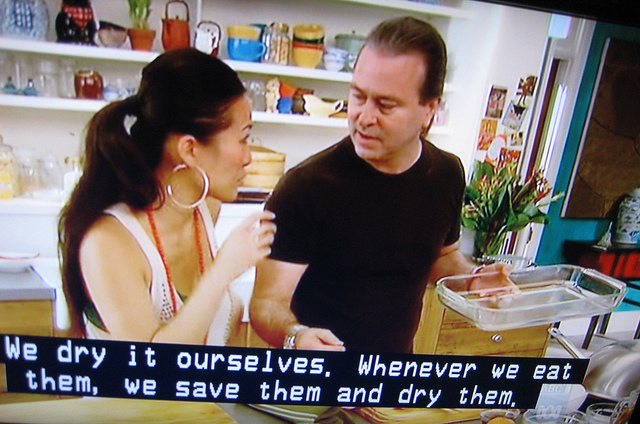 We dry it ourselves. Whenever we eat
them, we save them and dry them.